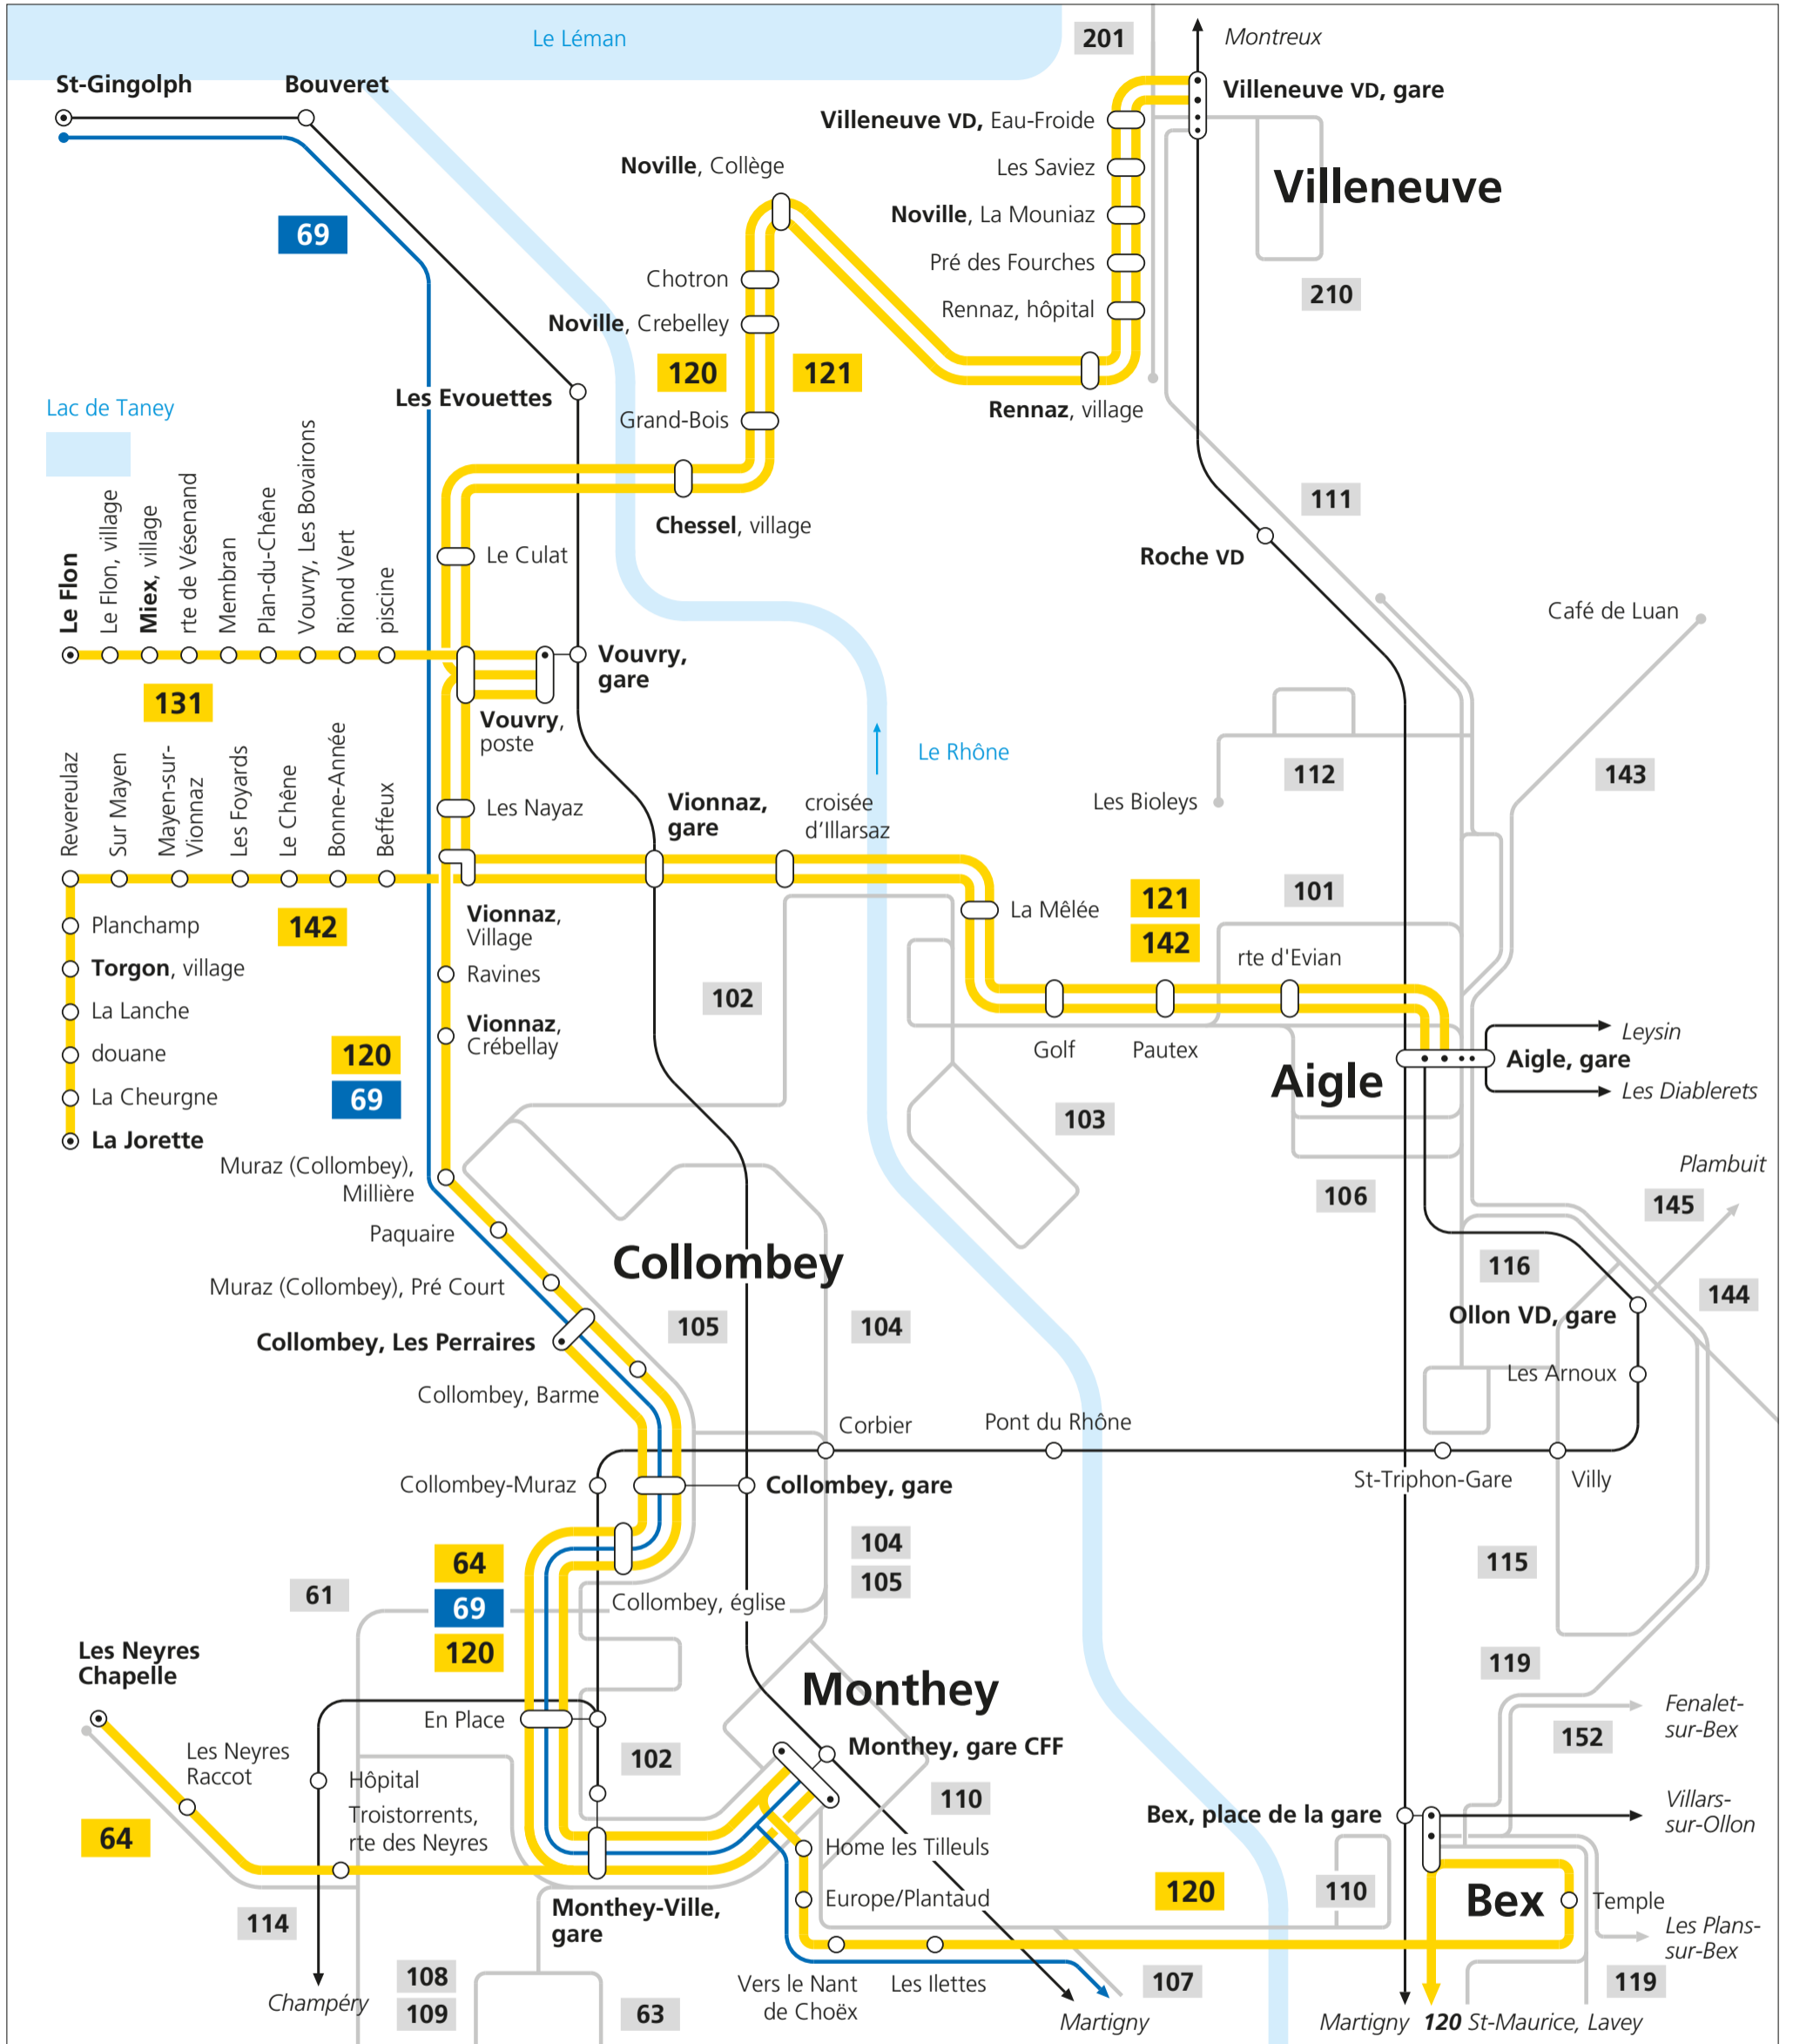 Le Léman
201
Montreux
St-Gingolph
Bouveret
Villeneuve VD, gare
Villeneuve VD, Eau-Froide
Noville, Collège
Les Saviez
Villeneuve
Noville, La Mouniaz
69
Pré des Fourches
Chotron
Rennaz, hôpital
210
Noville, Crebelley
120
121
Les Evouettes
Lac de Taney
Rennaz, village
Grand-Bois
Chessel, village
111
Le Culat
Roche VD
Le Flon
Le Flon, village
Miex, village
rte de Vésenand
Membran
Plan-du-Chêne
Vouvry, Les Bovairons
Riond Vert
piscine
Café de Luan
Vouvry,
gare
131
Vouvry,
poste
Le Rhône
112
143
Les Bioleys
Revereulaz
Sur Mayen
Mayen-sur-
Vionnaz
Les Foyards
Le Chêne
Bonne-Année
Beffeux
Les Nayaz
Vionnaz,
gare
croisée
d'Illarsaz
La Mêlée
121
142
101
rte d'Evian
Planchamp
142
Vionnaz,
Village
Torgon, village
Ravines
La Lanche
102
douane
120
69
Vionnaz,
Crébellay
Golf
Pautex
Aigle
Aigle, gare
Leysin
Les Diablerets
La Cheurgne
La Jorette
103
Muraz (Collombey),
Millière
Plambuit
106
145
Paquaire
Collombey
116
Muraz (Collombey), Pré Court
144
Collombey, Les Perraires
105
104
Ollon VD, gare
Les Arnoux
Collombey, Barme
Corbier
Pont du Rhône
Collombey-Muraz
Collombey, gare
St-Triphon-Gare
Villy
64
69
120
104
105
115
61
Collombey, église
Les Neyres
Chapelle
119
Monthey
Fenalet-
sur-Bex
En Place
152
Les Neyres
Raccot
102
Monthey, gare CFF
Hôpital
110
Villars-
sur-Ollon
Bex, place de la gare
64
Troistorrents,
rte des Neyres
Home les Tilleuls
120
110
Bex
Temple
Europe/Plantaud
Monthey-Ville,
gare
114
Les Plans-
sur-Bex
108
109
63
Vers le Nant
de Choëx
Les Ilettes
107
119
Champéry
Martigny
Martigny
120 St-Maurice, Lavey